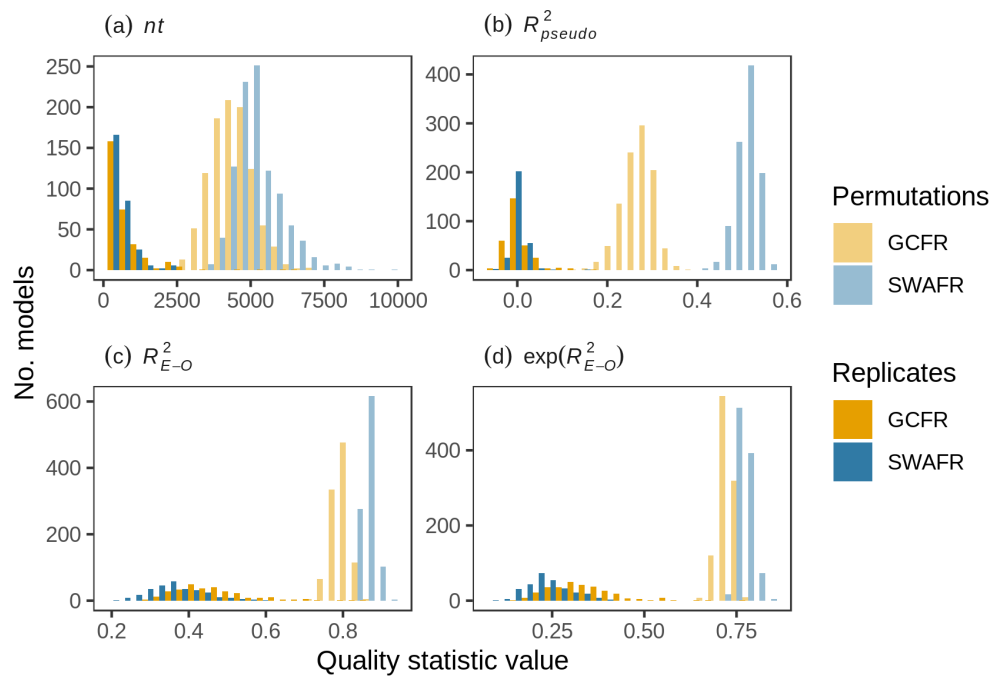 (a) nt
(b) R²pseudo
250
200
150
100
50
0
0 2500 5000 7500 10000
400
300
200
100
0
0.0 0.2 0.4 0.6
(c) R²E–O
(d) exp(R²E–O)
600
400
200
0
0.2 0.4 0.6 0.8
400
200
0
0.25 0.50 0.75
No. models
Quality statistic value
Permutations
GCFR
SWAFR
Replicates
GCFR
SWAFR